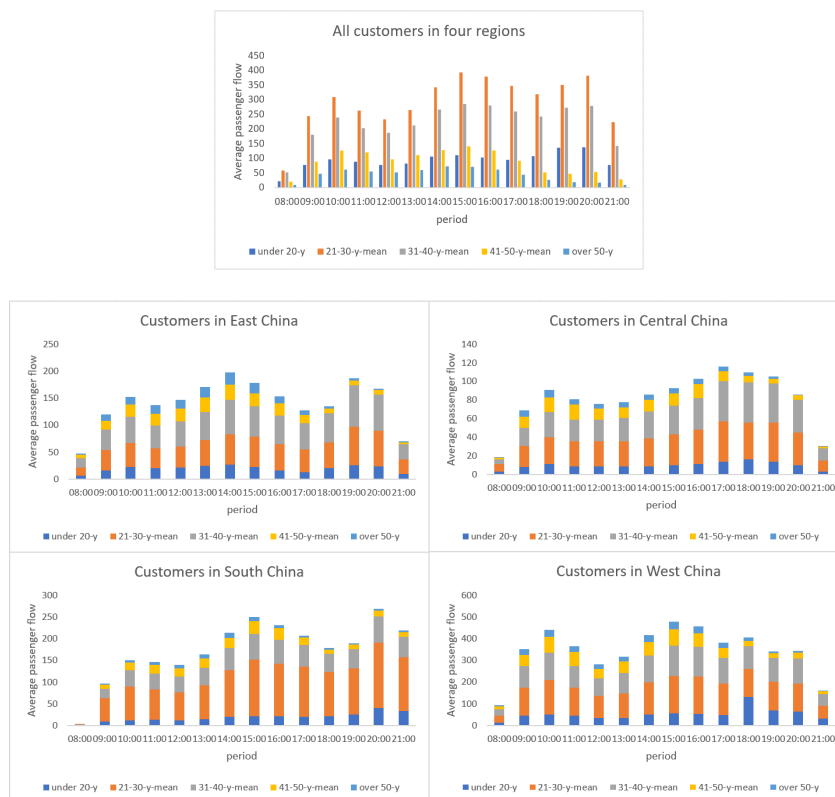 All customers in four regions
Average passenger flow
450
400
350
300
250
200
150
100
50
0
08:00 09:00 10:00 11:00 12:00 13:00 14:00 15:00 16:00 17:00 18:00 19:00 20:00 21:00
period
under 20-y 21-30-y-mean 31-40-y-mean 41-50-y-mean over 50-y
Customers in East China
Average passenger flow
250
200
150
100
50
0
08:00 09:00 10:00 11:00 12:00 13:00 14:00 15:00 16:00 17:00 18:00 19:00 20:00 21:00
period
under 20-y 21-30-y-mean 31-40-y-mean 41-50-y-mean over 50-y
Customers in Central China
Average passenger flow
140
120
100
80
60
40
20
0
08:00 09:00 10:00 11:00 12:00 13:00 14:00 15:00 16:00 17:00 18:00 19:00 20:00 21:00
period
under 20-y 21-30-y-mean 31-40-y-mean 41-50-y-mean over 50-y
Customers in South China
Average passenger flow
300
250
200
150
100
50
0
08:00 09:00 10:00 11:00 12:00 13:00 14:00 15:00 16:00 17:00 18:00 19:00 20:00 21:00
period
under 20-y 21-30-y-mean 31-40-y-mean 41-50-y-mean over 50-y
Customers in West China
Average passenger flow
600
500
400
300
200
100
0
08:00 09:00 10:00 11:00 12:00 13:00 14:00 15:00 16:00 17:00 18:00 19:00 20:00 21:00
period
under 20-y 21-30-y-mean 31-40-y-mean 41-50-y-mean over 50-y